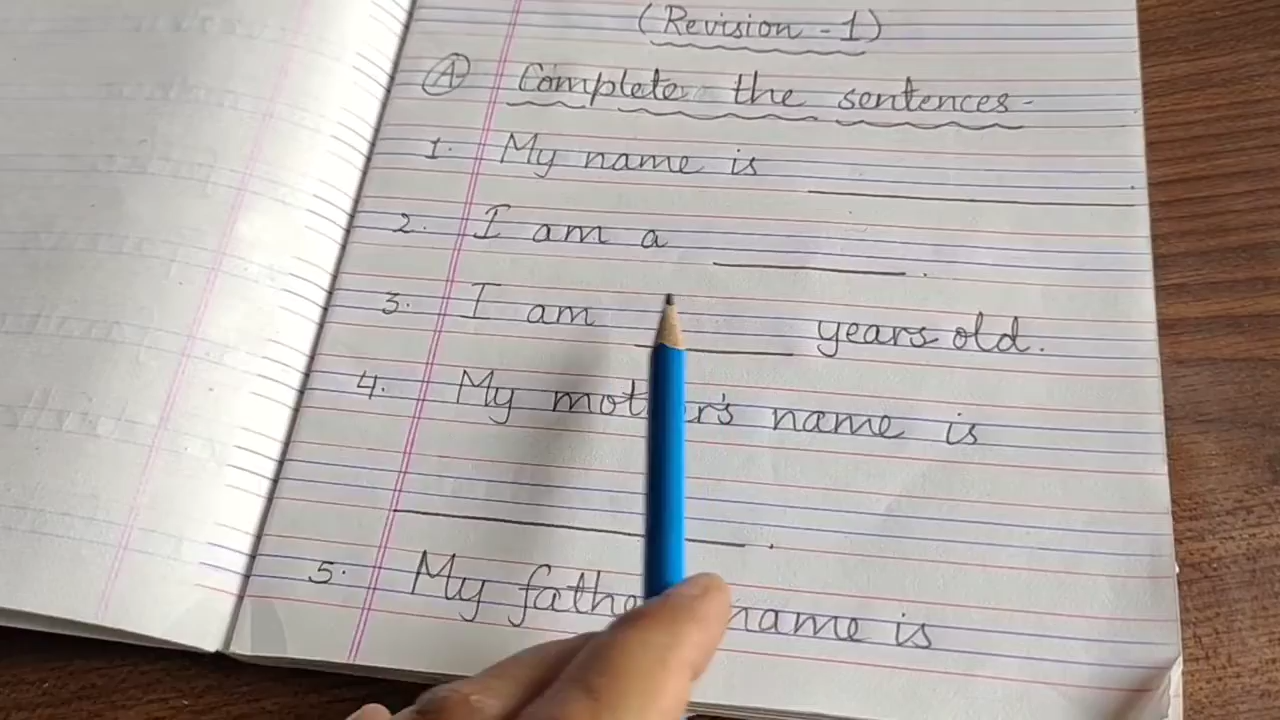 (Revision - 1)
A Complete the sentences-
1. My name is
2. I am a .
3. I am years old.
4. My name is
.
5. My name is